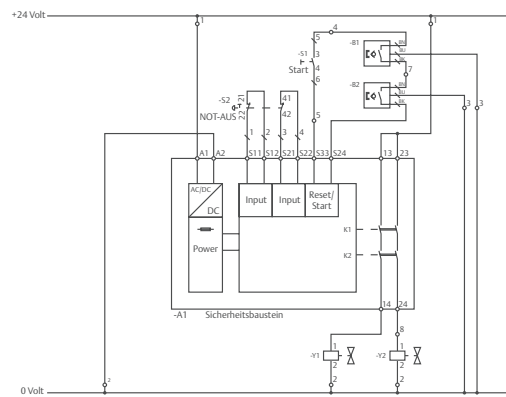 +24 Volt
1
4
1
5
-S1
3
Start
4
6
-B1
BN
BU
BK
7
-B2
BN
BU
BK
3
3
5
-S2
NOT-AUS
21
22
41
42
1
2
3
4
A1
A2
S11
S12
S21
S22
S33
S24
13
23
AC/DC
DC
Power
Input
Input
Reset/
Start
K1
K2
-A1 Sicherheitsbaustein
14
24
8
-Y1
1
2
-Y2
1
2
2
2
2
0 Volt